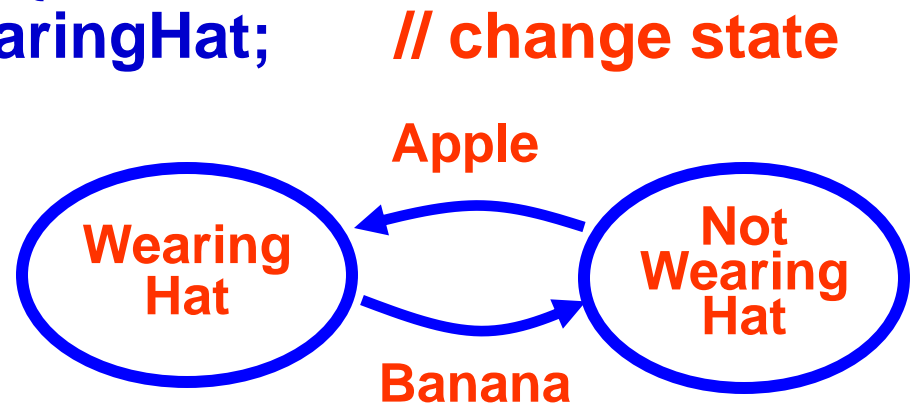 aringHat; // change state
Apple
Wearing
Hat
Not
Wearing
Hat
Banana